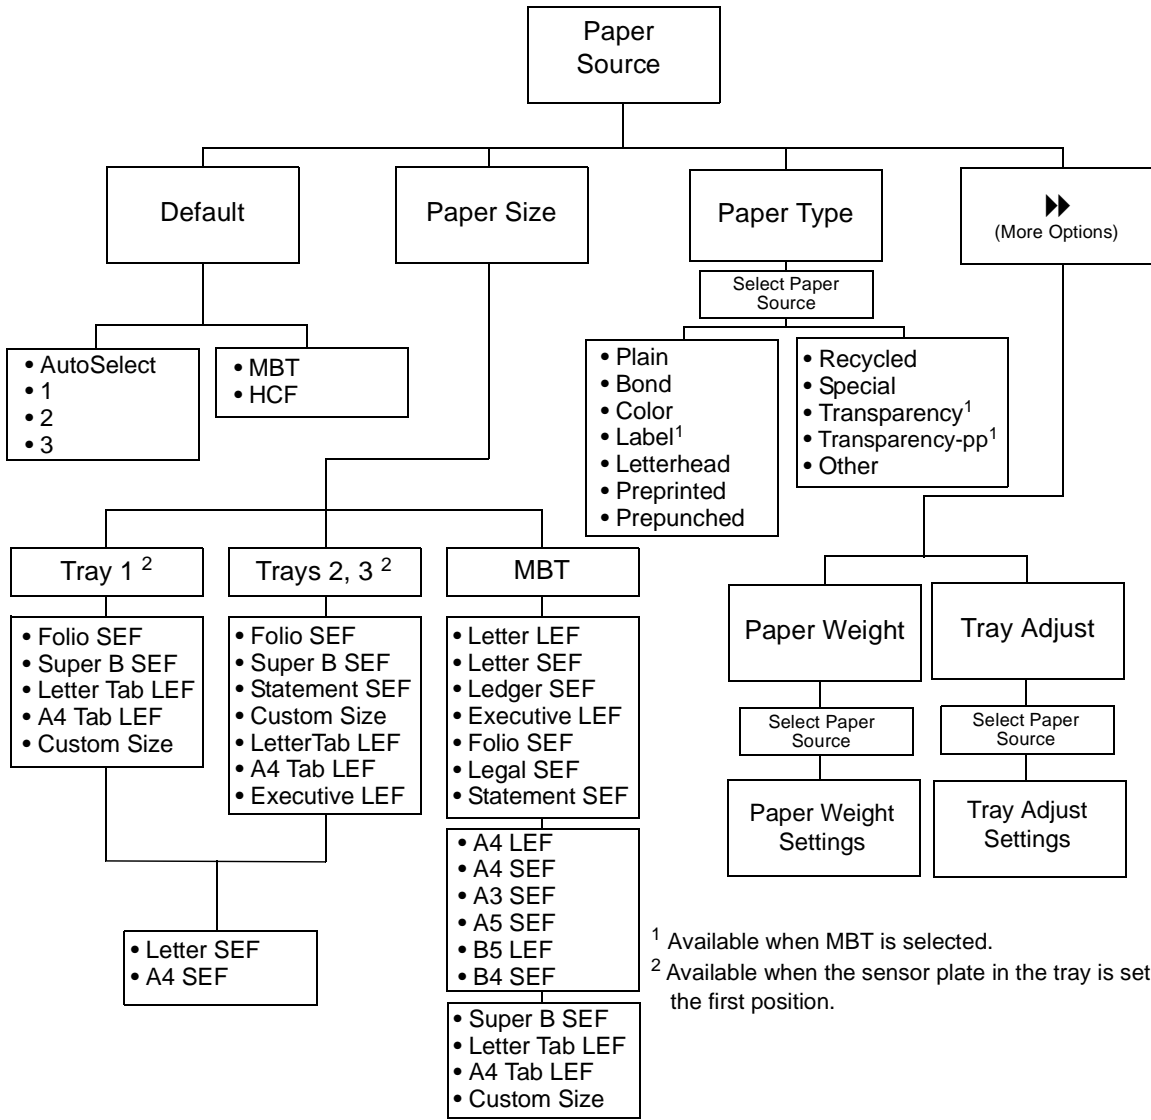 Paper
Source
Default
Paper Size
Paper Type
(More Options)
Select Paper
Source
• AutoSelect
• 1
• 2
• 3
• MBT
• HCF
• Plain
• Bond
• Color
• Label1
• Letterhead
• Preprinted
• Prepunched
• Recycled
• Special
• Transparency1
• Transparency-pp1
• Other
Tray 1 2
Trays 2, 3 2
MBT
• Folio SEF
• Super B SEF
• Letter Tab LEF
• A4 Tab LEF
• Custom Size
• Folio SEF
• Super B SEF
• Statement SEF
• Custom Size
• LetterTab LEF
• A4 Tab LEF
• Executive LEF
• Letter SEF
• A4 SEF
• Letter LEF
• Letter SEF
• Ledger SEF
• Executive LEF
• Folio SEF
• Legal SEF
• Statement SEF
• A4 LEF
• A4 SEF
• A3 SEF
• A5 SEF
• B5 LEF
• B4 SEF
• Super B SEF
• Letter Tab LEF
• A4 Tab LEF
• Custom Size
Paper Weight
Tray Adjust
Select Paper
Source
Select Paper
Source
Paper Weight
Settings
Tray Adjust
Settings
1 Available when MBT is selected.
2 Available when the sensor plate in the tray is set
the first position.